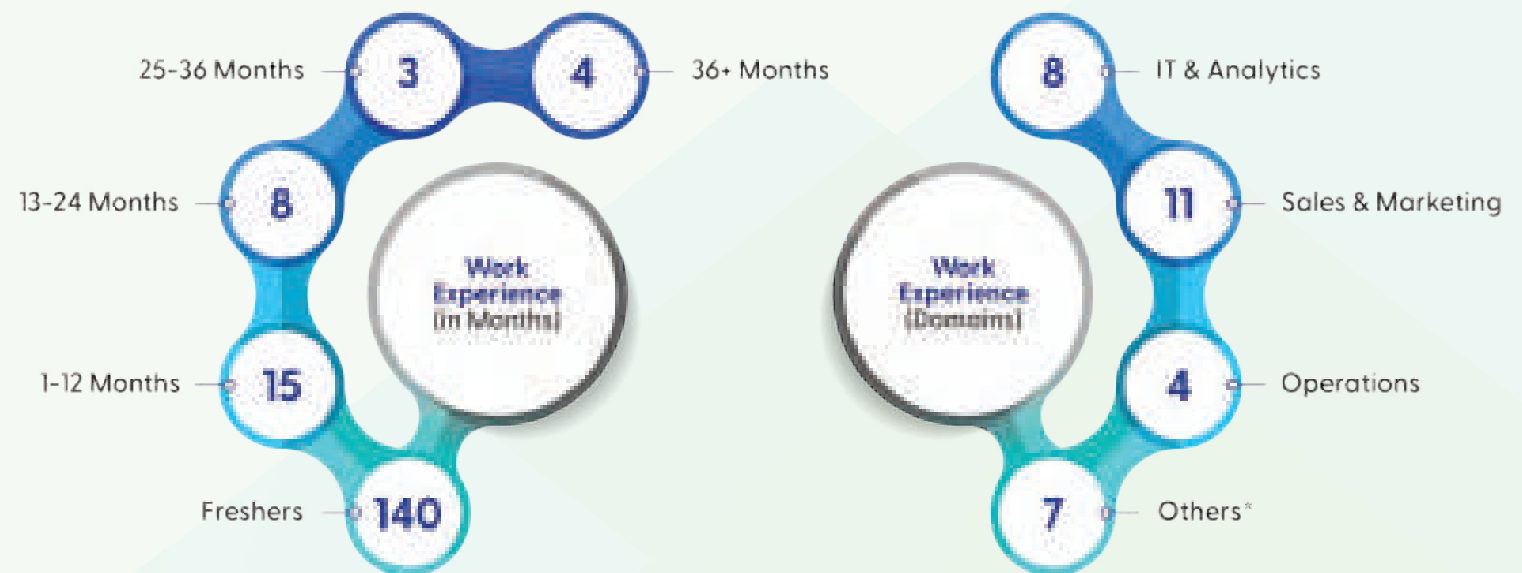 25-36 Months
3
4
36+ Months
13-24 Months
8
Work
Experience
(in Months)
1-12 Months
15
Freshers
140
8
IT & Analytics
11
Sales & Marketing
Work
Experience
(Domains)
4
Operations
7
Others*